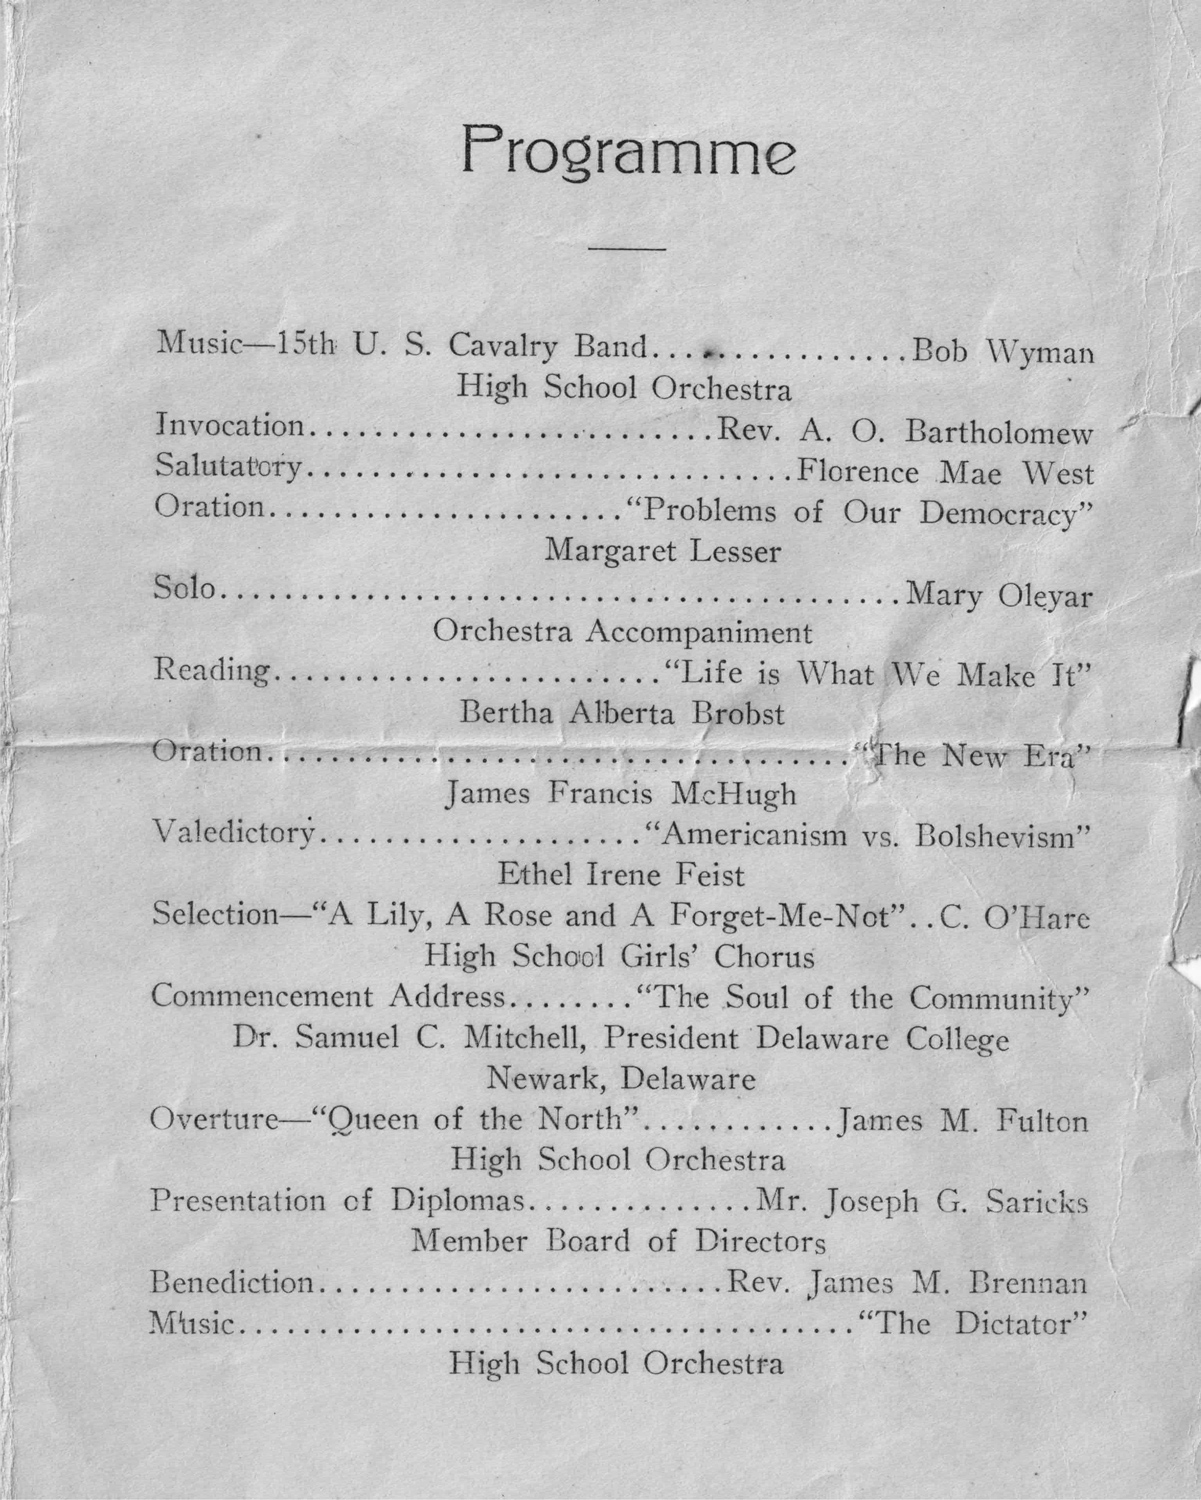 Programme
Music—15th U. S. Cavalry Band................Bob Wyman
High School Orchestra
Invocation.........................Rev. A. O. Bartholomew
Salutatory..............................Florence Mae West
Oration......................“Problems of Our Democracy”
Margaret Lesser
Solo..........................................Mary Oleyar
Orchestra Accompaniment
Reading........................“Life is What We Make It”
Bertha Alberta Brobst
Oration....................................“The New Era”
James Francis McHugh
Valedictory....................“Americanism vs. Bolshevism”
Ethel Irene Feist
Selection—“A Lily, A Rose and A Forget-Me-Not”..C. O’Hare
High School Girls’ Chorus
Commencement Address........“The Soul of the Community”
Dr. Samuel C. Mitchell, President Delaware College
Newark, Delaware
Overture—“Queen of the North”............James M. Fulton
High School Orchestra
Presentation of Diplomas..............Mr. Joseph G. Saricks
Member Board of Directors
Benediction.........................Rev. James M. Brennan
Music......................................“The Dictator”
High School Orchestra